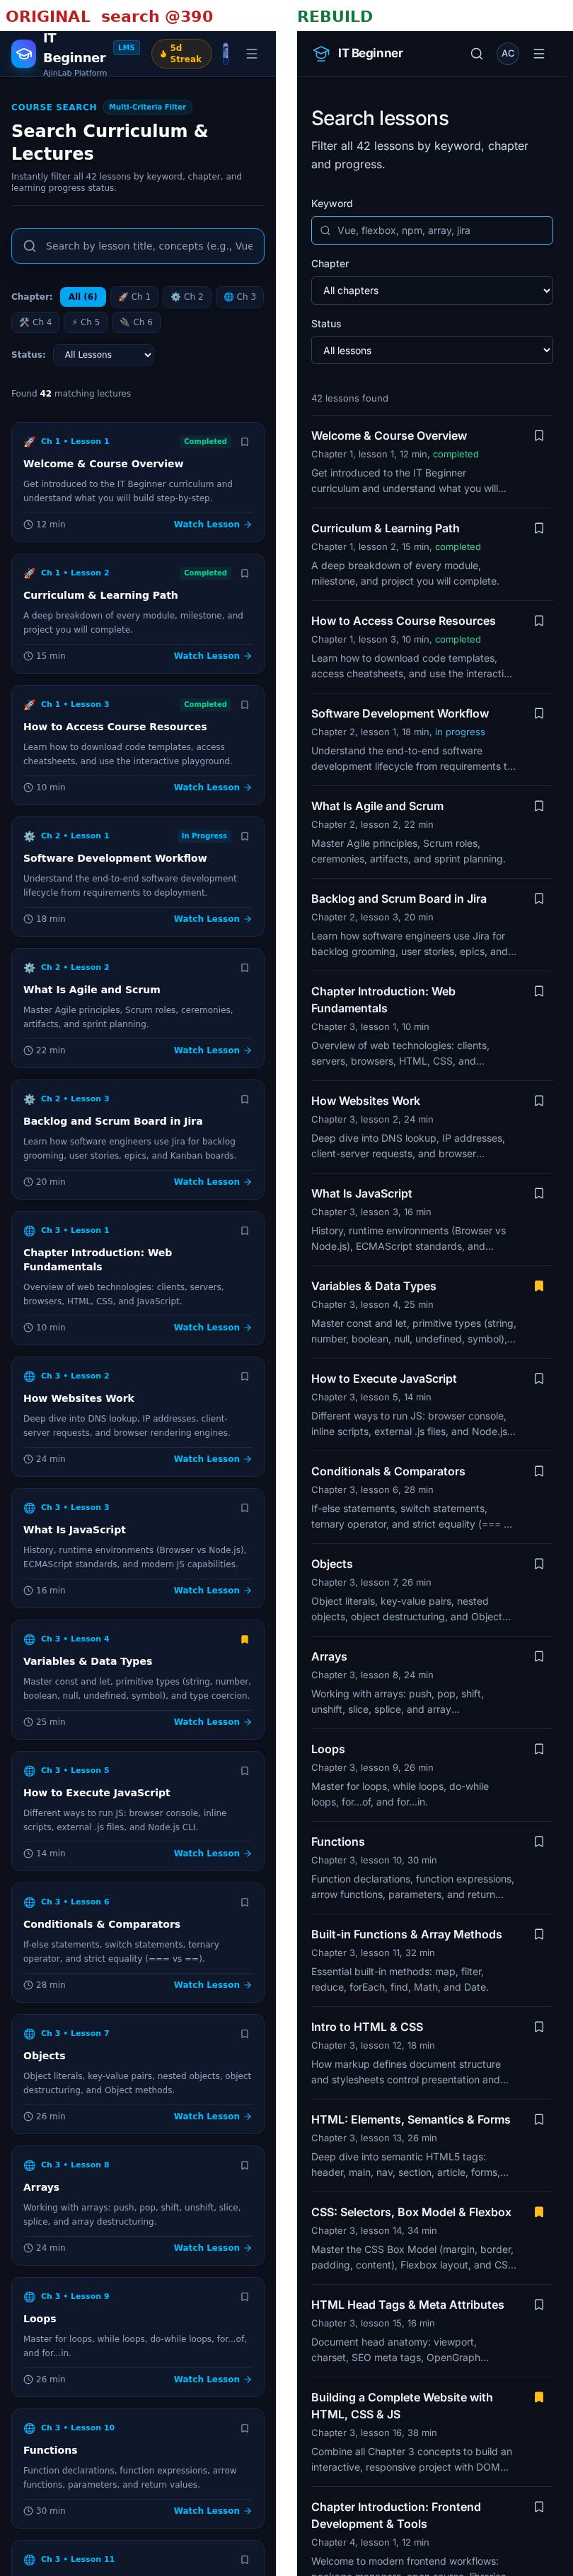 ORIGINAL search @390
IT Beginner
LMS
AjinLab Platform
5d Streak
COURSE SEARCH
Multi-Criteria Filter
Search Curriculum &
Lectures
Instantly filter all 42 lessons by keyword, chapter, and
learning progress status.
Search by lesson title, concepts (e.g., Vue
Chapter:
All (6)
Ch 1
Ch 2
Ch 3
Ch 4
Ch 5
Ch 6
Status:
All Lessons
Found 42 matching lectures
Ch 1 • Lesson 1
Completed
Welcome & Course Overview
Get introduced to the IT Beginner curriculum and
understand what you will build step-by-step.
12 min
Watch Lesson →
Ch 1 • Lesson 2
Completed
Curriculum & Learning Path
A deep breakdown of every module, milestone, and
project you will complete.
15 min
Watch Lesson →
Ch 1 • Lesson 3
Completed
How to Access Course Resources
Learn how to download code templates, access
cheatsheets, and use the interactive playground.
10 min
Watch Lesson →
Ch 2 • Lesson 1
In Progress
Software Development Workflow
Understand the end-to-end software development
lifecycle from requirements to deployment.
18 min
Watch Lesson →
Ch 2 • Lesson 2
What Is Agile and Scrum
Master Agile principles, Scrum roles, ceremonies,
artifacts, and sprint planning.
22 min
Watch Lesson →
Ch 2 • Lesson 3
Backlog and Scrum Board in Jira
Learn how software engineers use Jira for backlog
grooming, user stories, epics, and Kanban boards.
20 min
Watch Lesson →
Ch 3 • Lesson 1
Chapter Introduction: Web
Fundamentals
Overview of web technologies: clients, servers,
browsers, HTML, CSS, and JavaScript.
10 min
Watch Lesson →
Ch 3 • Lesson 2
How Websites Work
Deep dive into DNS lookup, IP addresses, client-
server requests, and browser rendering engines.
24 min
Watch Lesson →
Ch 3 • Lesson 3
What Is JavaScript
History, runtime environments (Browser vs Node.js),
ECMAScript standards, and modern JS capabilities.
16 min
Watch Lesson →
Ch 3 • Lesson 4
Variables & Data Types
Master const and let, primitive types (string, number,
boolean, null, undefined, symbol), and type coercion.
25 min
Watch Lesson →
Ch 3 • Lesson 5
How to Execute JavaScript
Different ways to run JS: browser console, inline
scripts, external .js files, and Node.js CLI.
14 min
Watch Lesson →
Ch 3 • Lesson 6
Conditionals & Comparators
If-else statements, switch statements, ternary
operator, and strict equality (=== vs ==).
28 min
Watch Lesson →
Ch 3 • Lesson 7
Objects
Object literals, key-value pairs, nested objects, object
destructuring, and Object methods.
26 min
Watch Lesson →
Ch 3 • Lesson 8
Arrays
Working with arrays: push, pop, shift, unshift, slice,
splice, and array destructuring.
24 min
Watch Lesson →
Ch 3 • Lesson 9
Loops
Master for loops, while loops, do-while loops, for...of,
and for...in.
26 min
Watch Lesson →
Ch 3 • Lesson 10
Functions
Function declarations, function expressions, arrow
functions, parameters, and return values.
30 min
Watch Lesson →
Ch 3 • Lesson 11
REBUILD
IT Beginner
AC
Search lessons
Filter all 42 lessons by keyword, chapter
and progress.
Keyword
Vue, flexbox, npm, array, jira
Chapter
All chapters
Status
All lessons
42 lessons found
Welcome & Course Overview
Chapter 1, lesson 1, 12 min, completed
Get introduced to the IT Beginner
curriculum and understand what you will...
Curriculum & Learning Path
Chapter 1, lesson 2, 15 min, completed
A deep breakdown of every module,
milestone, and project you will complete.
How to Access Course Resources
Chapter 1, lesson 3, 10 min, completed
Learn how to download code templates,
access cheatsheets, and use the interacti...
Software Development Workflow
Chapter 2, lesson 1, 18 min, in progress
Understand the end-to-end software
development lifecycle from requirements t...
What Is Agile and Scrum
Chapter 2, lesson 2, 22 min
Master Agile principles, Scrum roles,
ceremonies, artifacts, and sprint planning.
Backlog and Scrum Board in Jira
Chapter 2, lesson 3, 20 min
Learn how software engineers use Jira for
backlog grooming, user stories, epics, and...
Chapter Introduction: Web
Fundamentals
Chapter 3, lesson 1, 10 min
Overview of web technologies: clients,
servers, browsers, HTML, CSS, and...
How Websites Work
Chapter 3, lesson 2, 24 min
Deep dive into DNS lookup, IP addresses,
client-server requests, and browser...
What Is JavaScript
Chapter 3, lesson 3, 16 min
History, runtime environments (Browser vs
Node.js), ECMAScript standards, and...
Variables & Data Types
Chapter 3, lesson 4, 25 min
Master const and let, primitive types (string,
number, boolean, null, undefined, symbol),...
How to Execute JavaScript
Chapter 3, lesson 5, 14 min
Different ways to run JS: browser console,
inline scripts, external .js files, and Node.js...
Conditionals & Comparators
Chapter 3, lesson 6, 28 min
If-else statements, switch statements,
ternary operator, and strict equality (=== ...
Objects
Chapter 3, lesson 7, 26 min
Object literals, key-value pairs, nested
objects, object destructuring, and Object...
Arrays
Chapter 3, lesson 8, 24 min
Working with arrays: push, pop, shift,
unshift, slice, splice, and array...
Loops
Chapter 3, lesson 9, 26 min
Master for loops, while loops, do-while
loops, for...of, and for...in.
Functions
Chapter 3, lesson 10, 30 min
Function declarations, function expressions,
arrow functions, parameters, and return...
Built-in Functions & Array Methods
Chapter 3, lesson 11, 32 min
Essential built-in methods: map, filter,
reduce, forEach, find, Math, and Date.
Intro to HTML & CSS
Chapter 3, lesson 12, 18 min
How markup defines document structure
and stylesheets control presentation and...
HTML: Elements, Semantics & Forms
Chapter 3, lesson 13, 26 min
Deep dive into semantic HTML5 tags:
header, main, nav, section, article, forms,...
CSS: Selectors, Box Model & Flexbox
Chapter 3, lesson 14, 34 min
Master the CSS Box Model (margin, border,
padding, content), Flexbox layout, and CS...
HTML Head Tags & Meta Attributes
Chapter 3, lesson 15, 16 min
Document head anatomy: viewport,
charset, SEO meta tags, OpenGraph...
Building a Complete Website with
HTML, CSS & JS
Chapter 3, lesson 16, 38 min
Combine all Chapter 3 concepts to build an
interactive, responsive project with DOM...
Chapter Introduction: Frontend
Development & Tools
Chapter 4, lesson 1, 12 min
Welcome to modern frontend workflows: